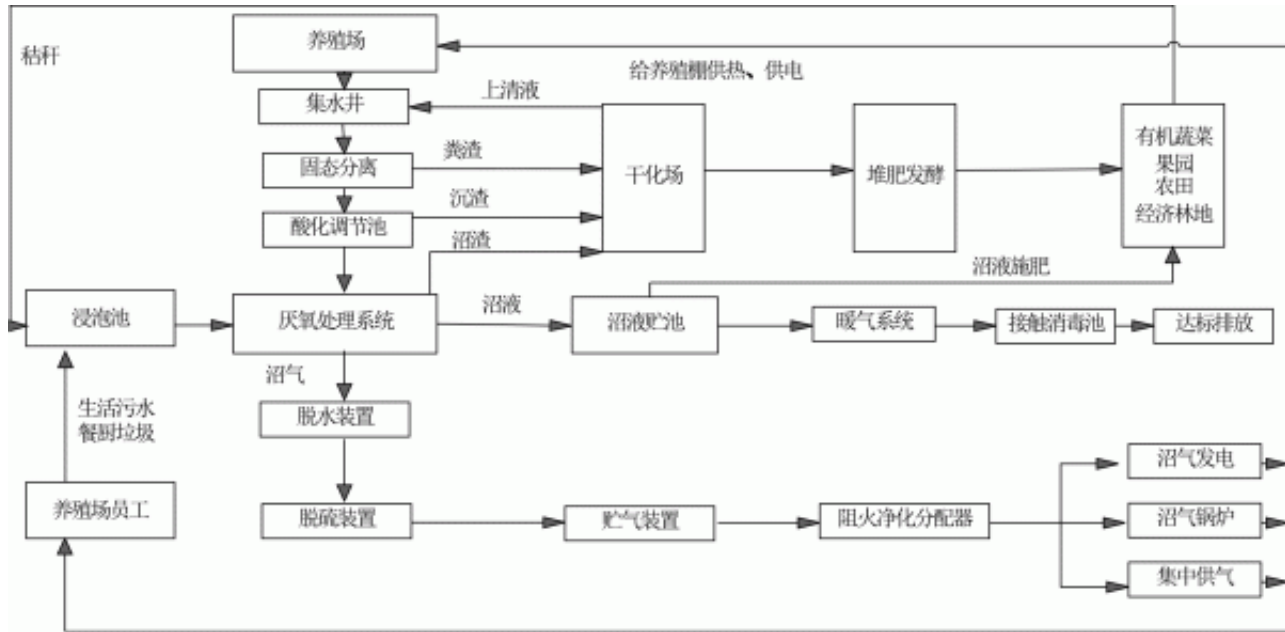 秸秆
养殖场
给养殖棚供热、供电
集水井
上清液
固态分离
粪渣
干化场
堆肥发酵
有机蔬菜
果园
农田
经济林地
酸化调节池
沉渣
沼渣
沼液施肥
浸泡池
厌氧处理系统
沼液
沼液贮池
暖气系统
接触消毒池
达标排放
沼气
生活污水
餐厨垃圾
脱水装置
沼气发电
养殖场员工
脱硫装置
贮气装置
阻火净化分配器
沼气锅炉
集中供气